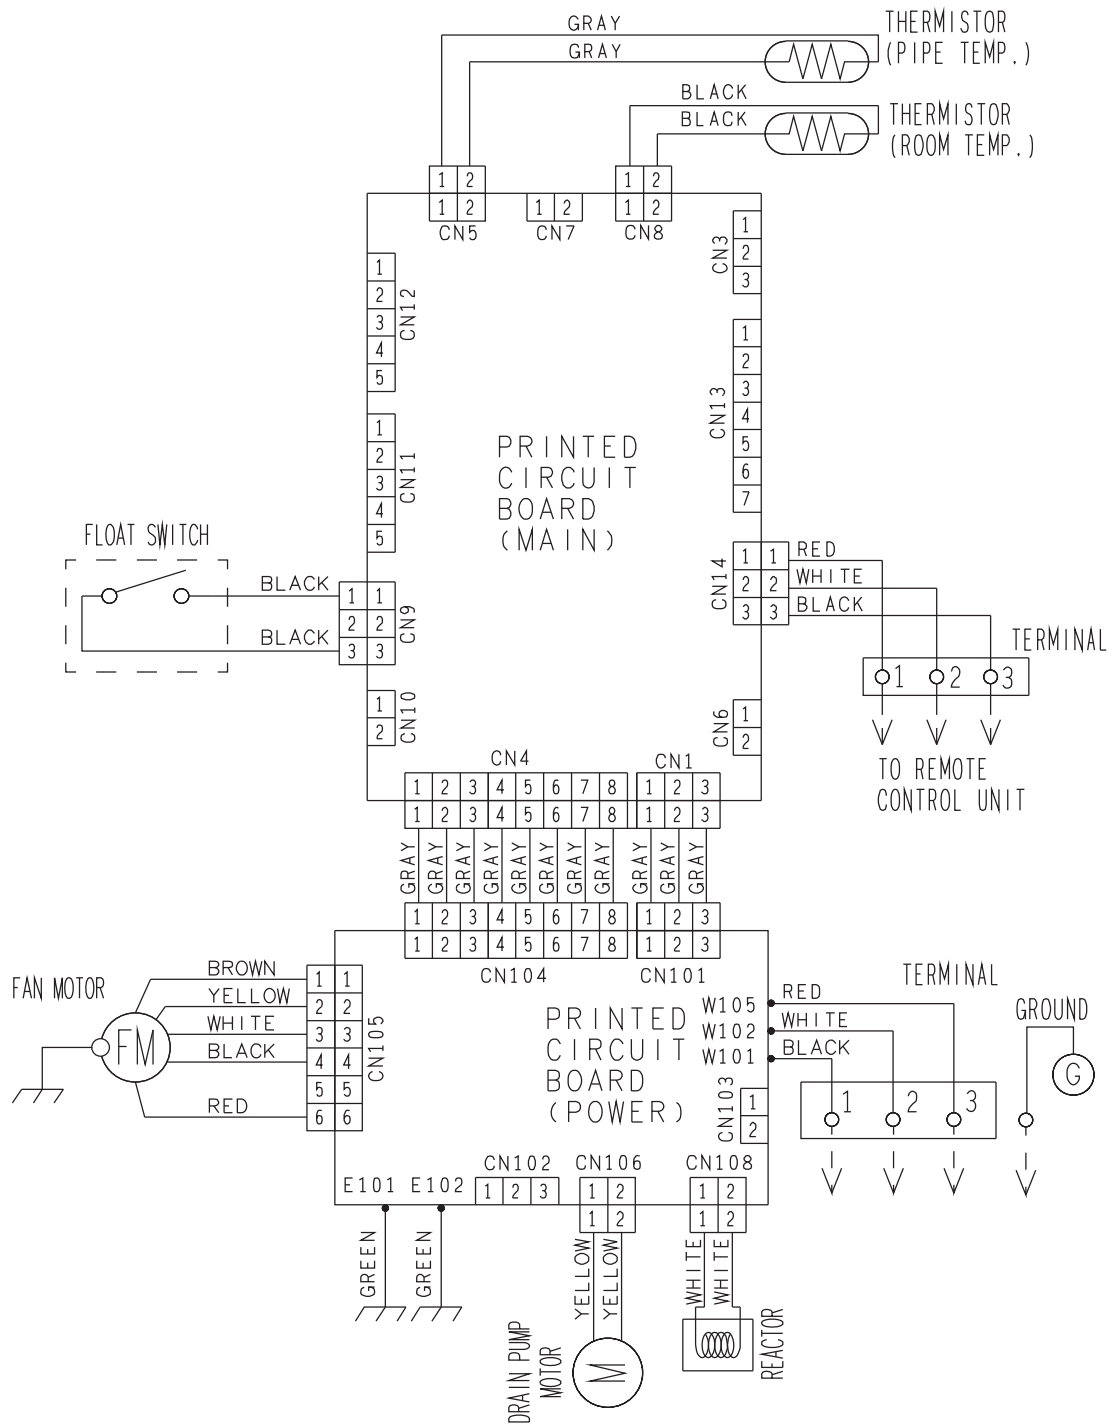 GRAY
GRAY
THERMISTOR
(PIPE TEMP.)
BLACK
BLACK
THERMISTOR
(ROOM TEMP.)
1 2
1 2
CN5
1 2
CN7
1 2
1 2
CN8
1
2
3
CN3
1
2
3
4
5
CN12
1
2
3
4
5
6
7
CN13
1
2
3
4
5
CN11
PRINTED
CIRCUIT
BOARD
(MAIN)
FLOAT SWITCH
BLACK
BLACK
1 1
2 2
3 3
CN9
CN14
1 1
2 2
3 3
RED
WHITE
BLACK
TERMINAL
1 2 3
TO REMOTE
CONTROL UNIT
1
2
CN10
CN6
1
2
CN4
1 2 3 4 5 6 7 8
1 2 3 4 5 6 7 8
CN1
1 2 3
1 2 3
GRAY GRAY GRAY GRAY GRAY GRAY GRAY GRAY
GRAY GRAY GRAY
1 2 3 4 5 6 7 8
1 2 3 4 5 6 7 8
CN104
1 2 3
1 2 3
CN101
FAN MOTOR
FM
BROWN
YELLOW
WHITE
BLACK
RED
1 1
2 2
3 3
4 4
5 5
6 6
CN105
PRINTED
CIRCUIT
BOARD
(POWER)
W105
W102
W101
RED
WHITE
BLACK
TERMINAL
1 2 3
GROUND
G
CN103
1
2
E101
E102
CN102
1 2 3
CN106
1 2
1 2
CN108
1 2
1 2
GREEN
GREEN
YELLOW
YELLOW
WHITE
WHITE
DRAIN PUMP
MOTOR
M
REACTOR